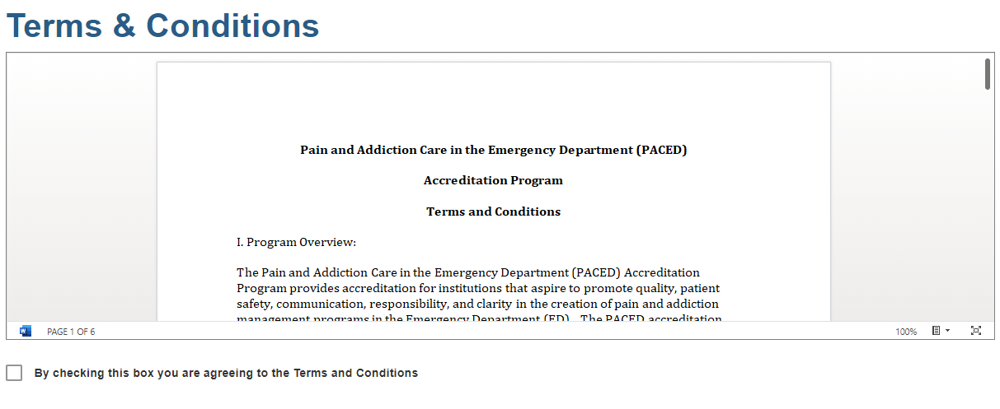 Terms & Conditions
Pain and Addiction Care in the Emergency Department (PACED)
Accreditation Program
Terms and Conditions
I. Program Overview:
The Pain and Addiction Care in the Emergency Department (PACED) Accreditation
Program provides accreditation for institutions that aspire to promote quality, patient
safety, communication, responsibility, and clarity in the creation of pain and addiction
management programs in the Emergency Department (ED). The PACED accreditation
PAGE 1 OF 6
100%
By checking this box you are agreeing to the Terms and Conditions